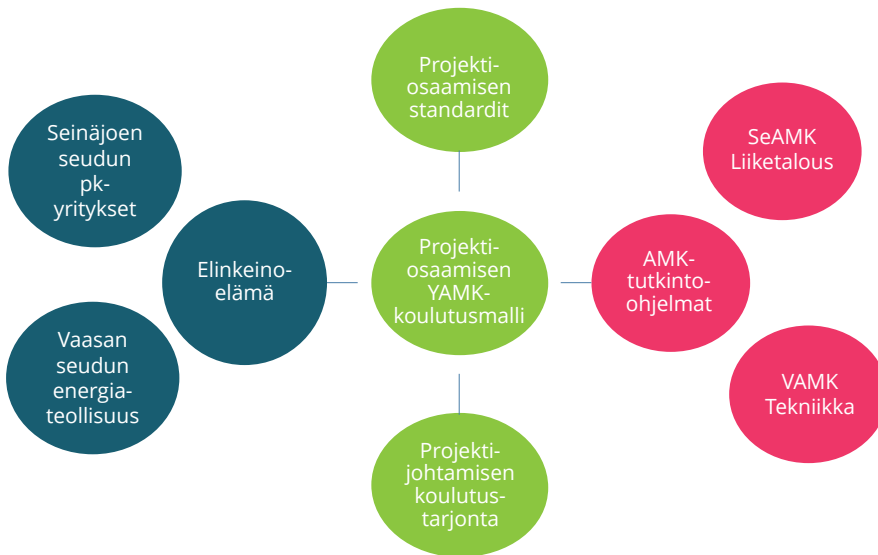 Projekti-
osaamisen
standardit
Seinäjoen
seudun
pk-
yritykset
SeAMK
Liiketalous
Elinkeino-
elämä
Projekti-
osaamisen
YAMK-
koulutusmalli
AMK-
tutkinto-
ohjelmat
Vaasan
seudun
energia-
teollisuus
VAMK
Tekniikka
Projekti-
johtamisen
koulutus-
tarjonta